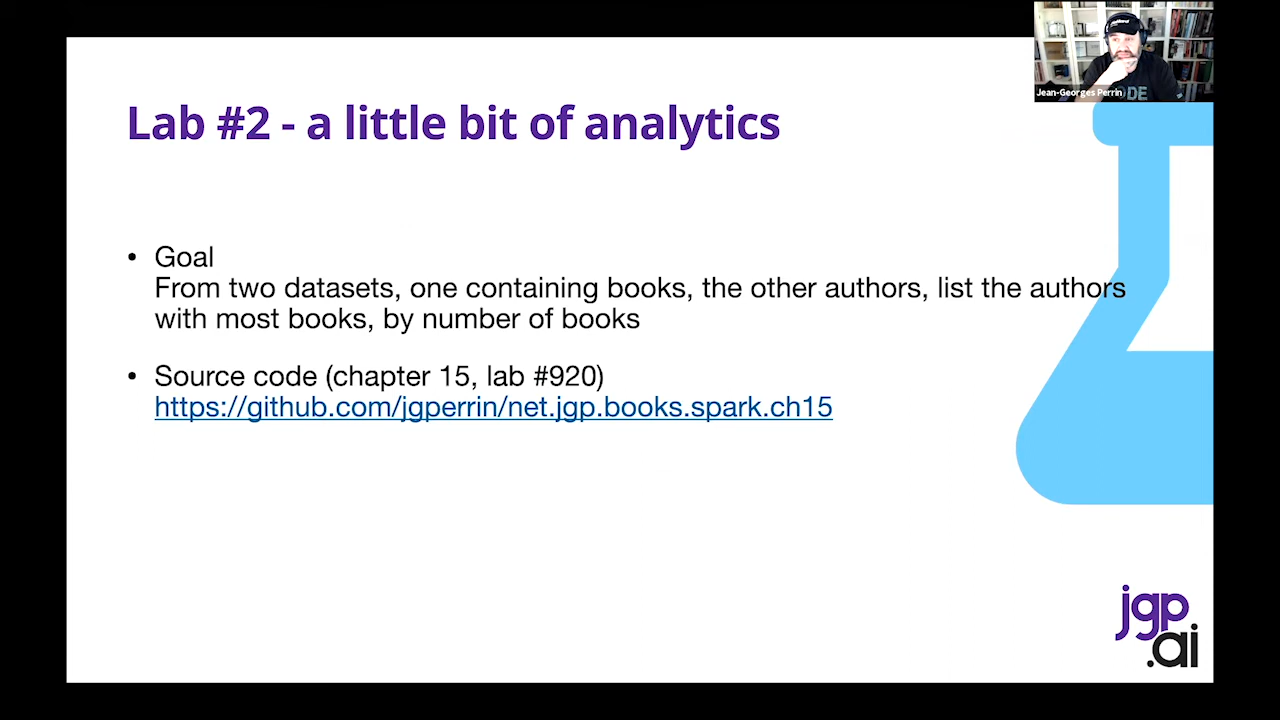 Jean-Georges Perrin
Lab #2 - a little bit of analytics
• Goal
From two datasets, one containing books, the other authors, list the authors
with most books, by number of books
• Source code (chapter 15, lab #920)
https://github.com/jgperrin/net.jgp.books.spark.ch15
jgp
.ai